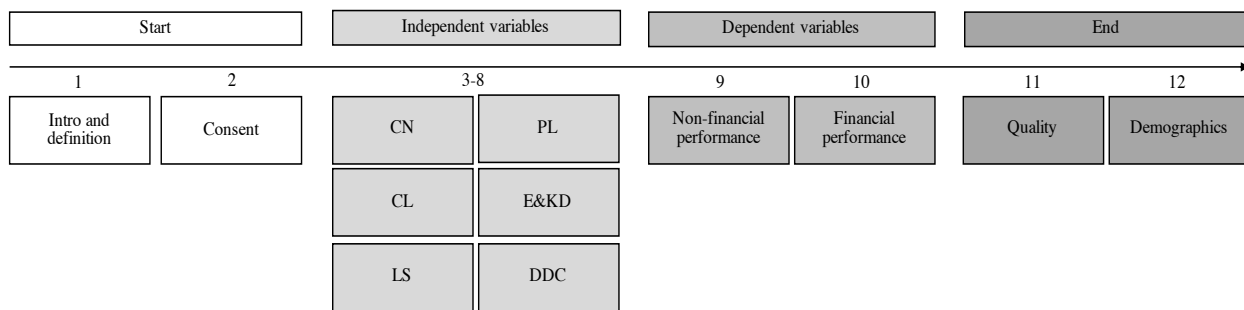 Start
Independent variables
Dependent variables
End
1
2
3-8
9
10
11
12
Intro and
definition
Consent
CN
PL
Non-financial
performance
Financial
performance
Quality
Demographics
CL
E&KD
LS
DDC